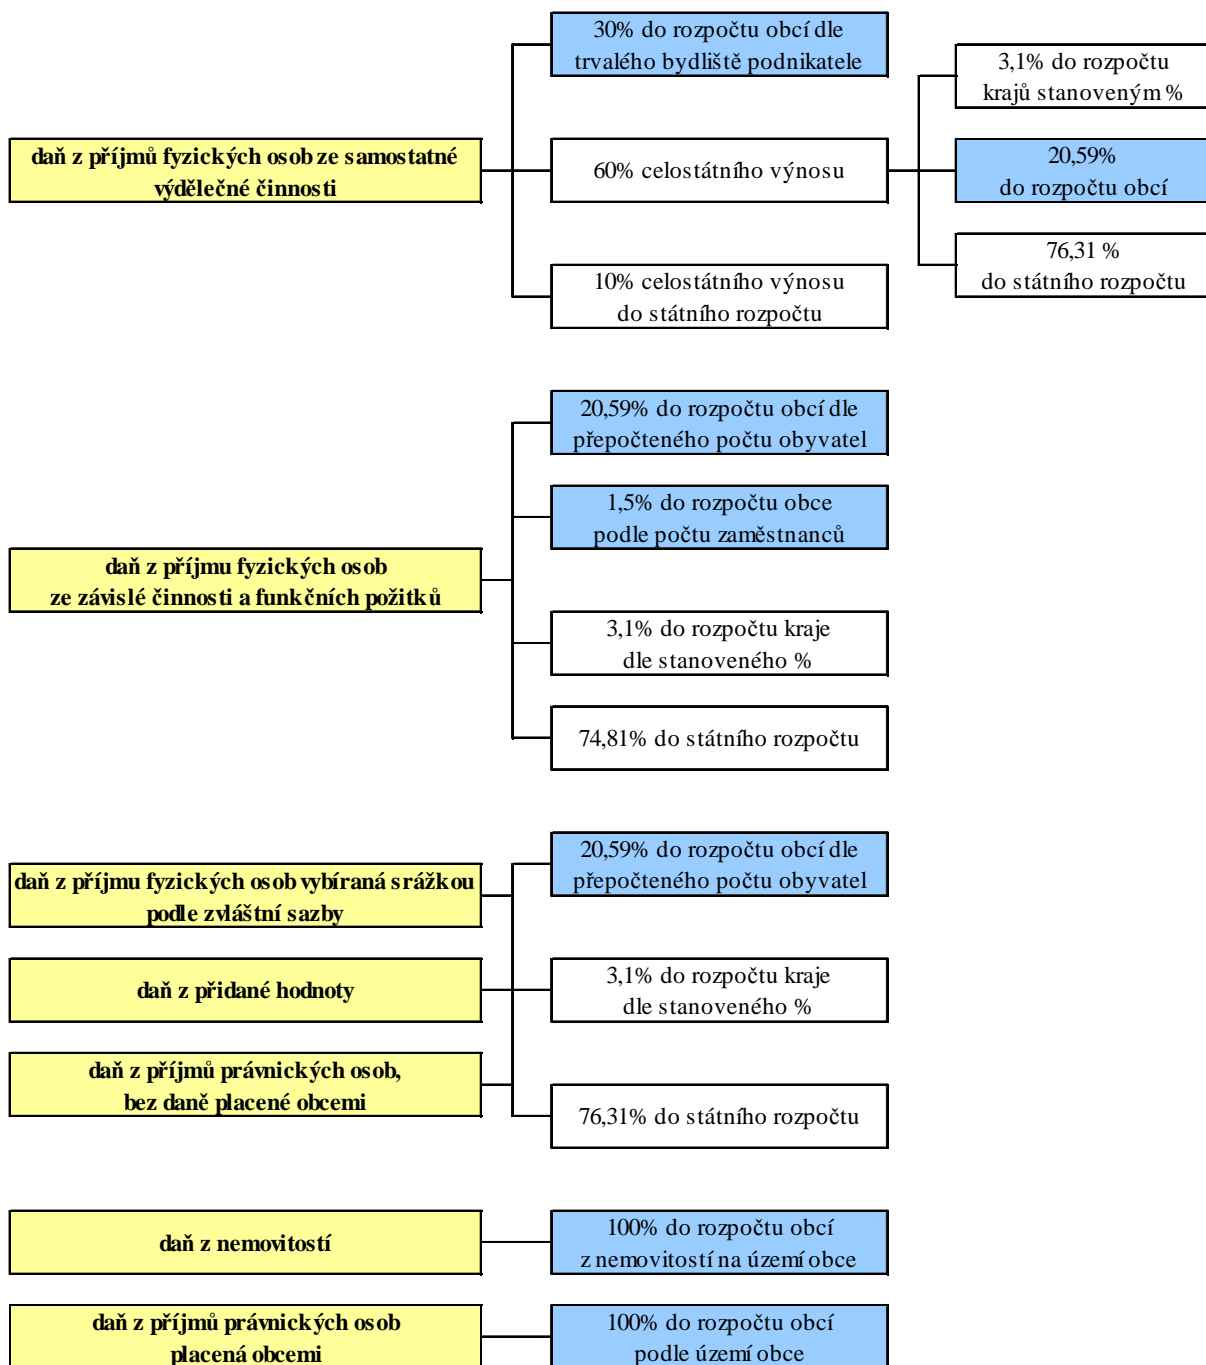 30% do rozpočtu obcí dle
trvalého bydliště podnikatele
3,1% do rozpočtu
krajů stanoveným %
daň z příjmů fyzických osob ze samostatné
výdělečné činnosti
60% celostátního výnosu
20,59%
do rozpočtu obcí
10% celostátního výnosu
do státního rozpočtu
76,31 %
do státního rozpočtu
20,59% do rozpočtu obcí dle
přepočteného počtu obyvatel
1,5% do rozpočtu obce
podle počtu zaměstnanců
daň z příjmu fyzických osob
ze závislé činnosti a funkčních požitků
3,1% do rozpočtu kraje
dle stanoveného %
74,81% do státního rozpočtu
20,59% do rozpočtu obcí dle
přepočteného počtu obyvatel
daň z příjmu fyzických osob vybíraná srážkou
podle zvláštní sazby
daň z přidané hodnoty
3,1% do rozpočtu kraje
dle stanoveného %
daň z příjmů právnických osob,
bez daně placené obcemi
76,31% do státního rozpočtu
daň z nemovitostí
100% do rozpočtu obcí
z nemovitostí na území obce
daň z příjmů právnických osob
placená obcemi
100% do rozpočtu obcí
podle území obce